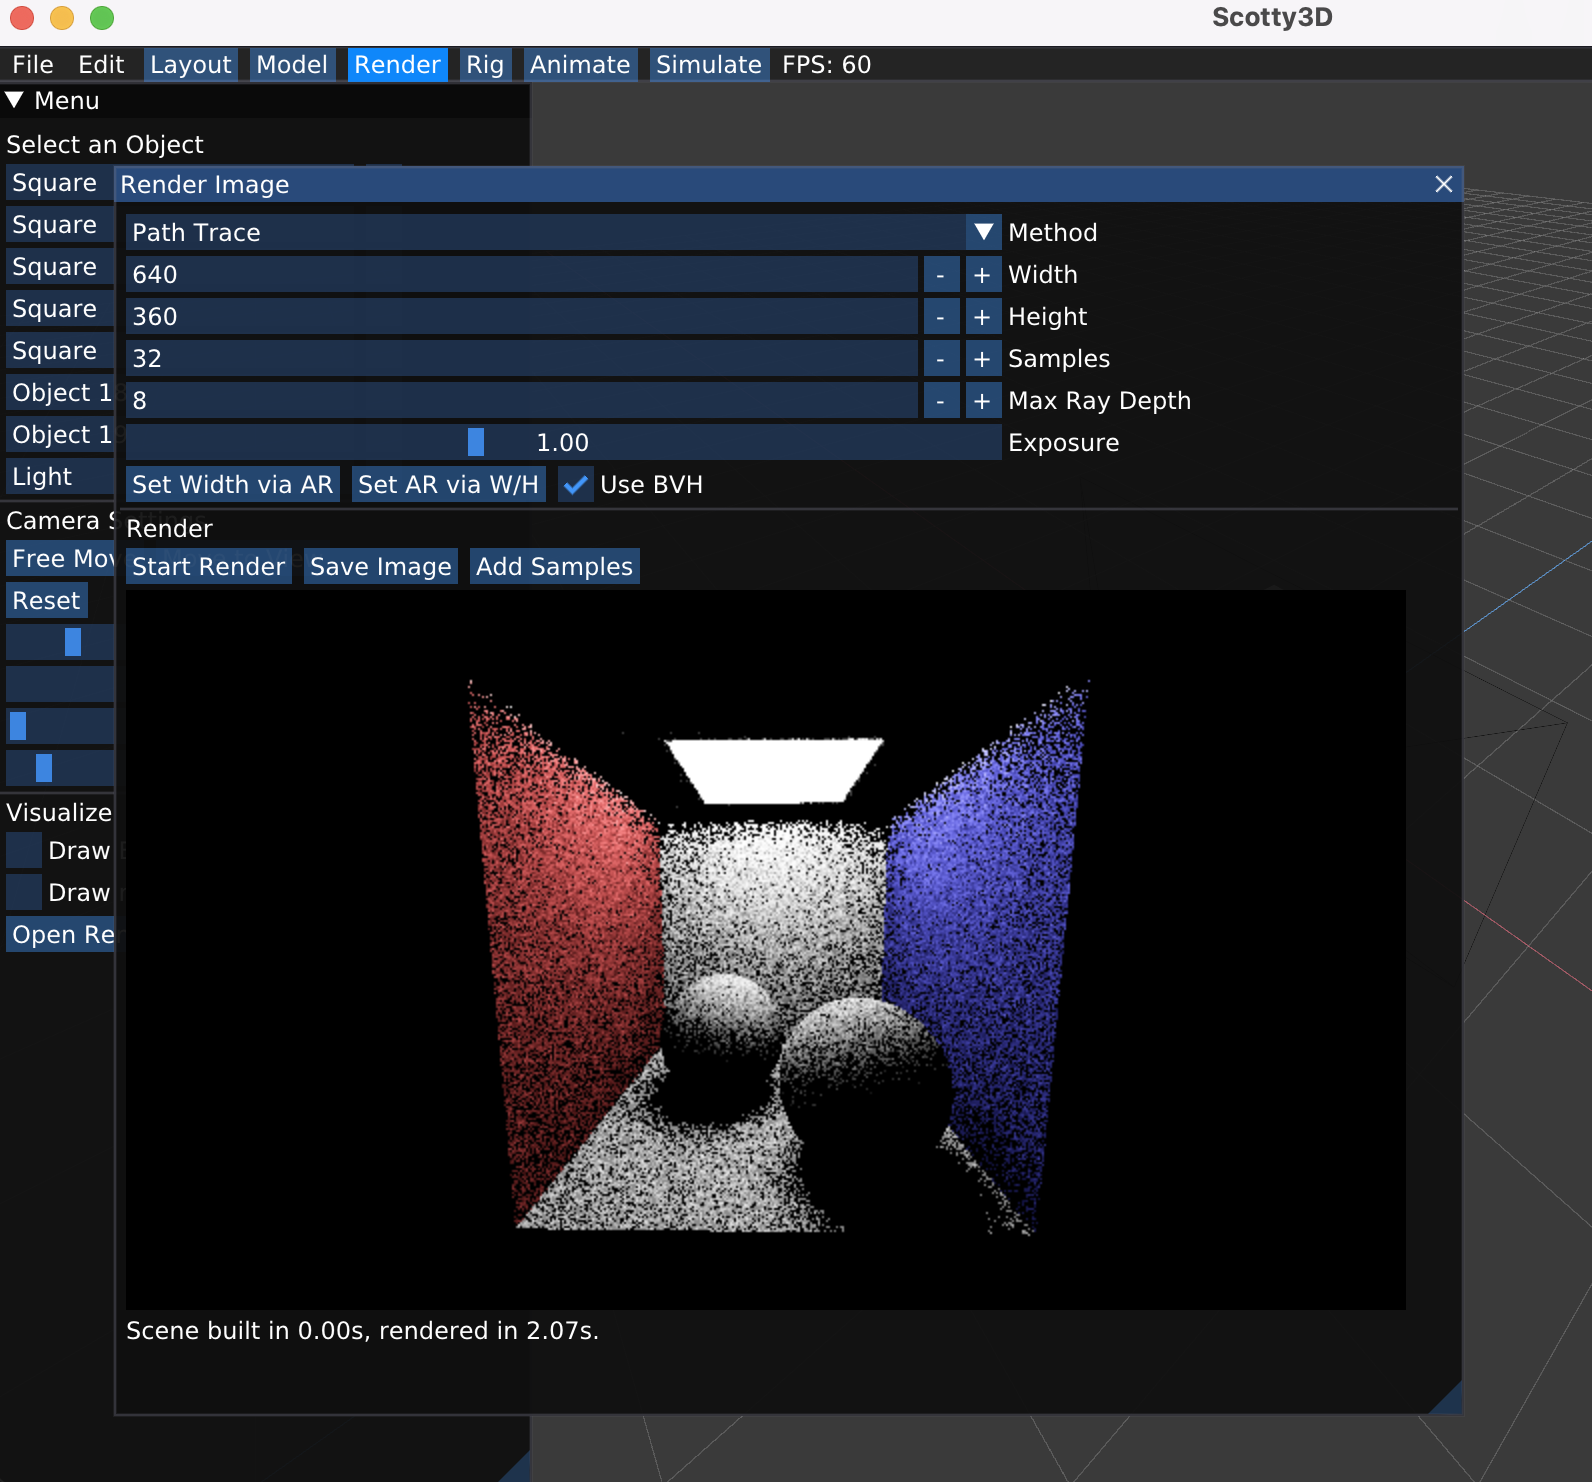 Scotty3D
File Edit Layout Model Render Rig Animate Simulate FPS: 60
Menu
Select an Object
Square
Square
Square
Square
Square
Object 1
Object 1
Light
Camera
Free Mov
Reset
Visualize
Draw
Draw
Open Re
Render Image
Path Trace Method
640 - + Width
360 - + Height
32 - + Samples
8 - + Max Ray Depth
1.00 Exposure
Set Width via AR Set AR via W/H Use BVH
Render
Start Render Save Image Add Samples
Scene built in 0.00s, rendered in 2.07s.